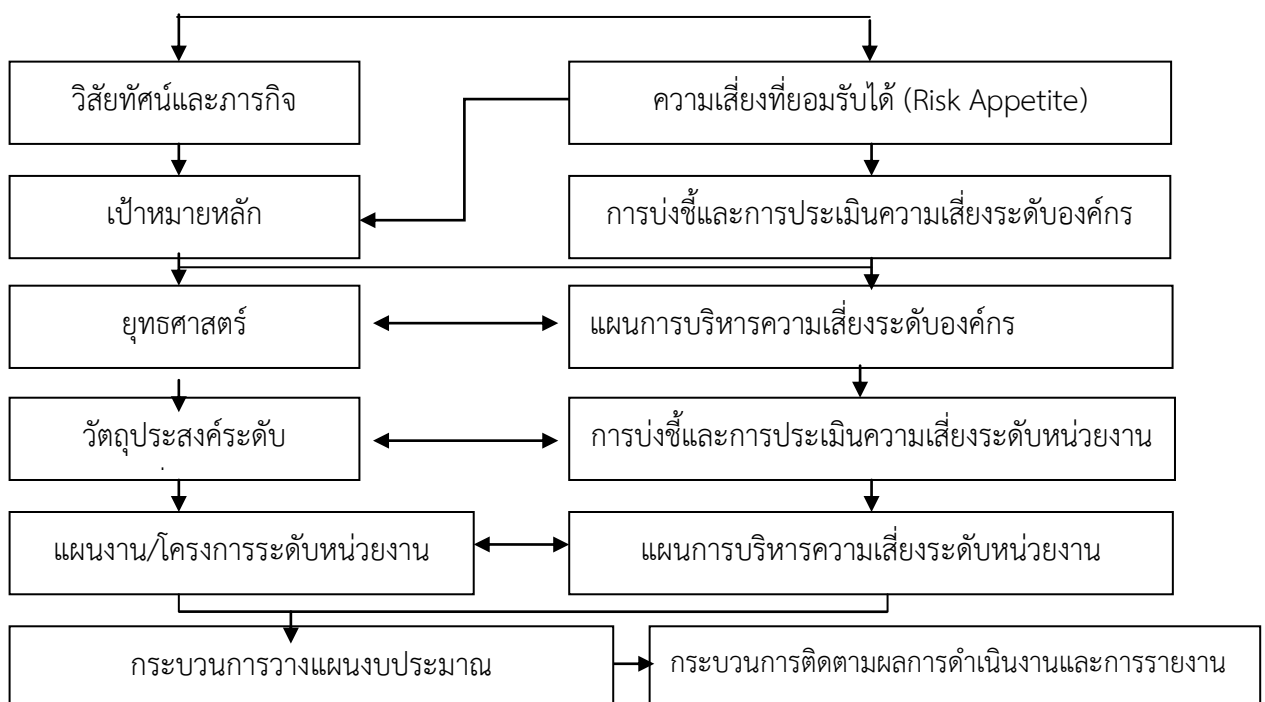 วิสัยทัศน์และภารกิจ
ความเสี่ยงที่ยอมรับได้ (Risk Appetite)
เป้าหมายหลัก
การบ่งชี้และการประเมินความเสี่ยงระดับองค์กร
ยุทธศาสตร์
แผนการบริหารความเสี่ยงระดับองค์กร
วัตถุประสงค์ระดับ
การบ่งชี้และการประเมินความเสี่ยงระดับหน่วยงาน
แผนงาน/โครงการระดับหน่วยงาน
แผนการบริหารความเสี่ยงระดับหน่วยงาน
กระบวนการวางแผนงบประมาณ
กระบวนการติดตามผลการดำเนินงานและการรายงาน